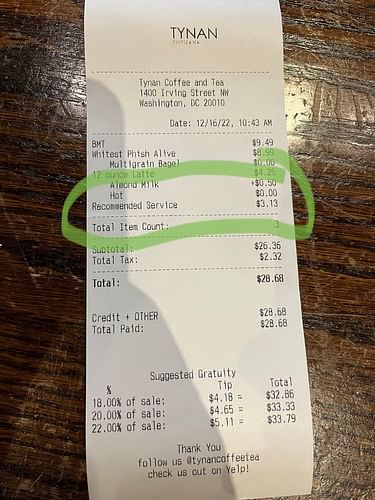 TYNAN
Tynan Coffee and Tea
1400 Irving Street NW
Washington, DC 20010
Date: 12/16/22, 10:43 AM
BMT $9.49
Whitest Phish Alive $8.99
Multigrain Bagel $0.00
12 ounce Latte $4.25
Almond Milk +$0.50
Hot $0.00
Recommended Service $3.13
Total Item Count: 3
Subtotal: $26.36
Total Tax: $2.32
Total: $28.68
Credit + OTHER $28.68
Total Paid: $28.68
Suggested Gratuity
% Tip Total
18.00% of sale: $4.18 = $32.86
20.00% of sale: $4.65 = $33.33
22.00% of sale: $5.11 = $33.79
Thank You
follow us @tynancoffeetea
check us out on Yelp!